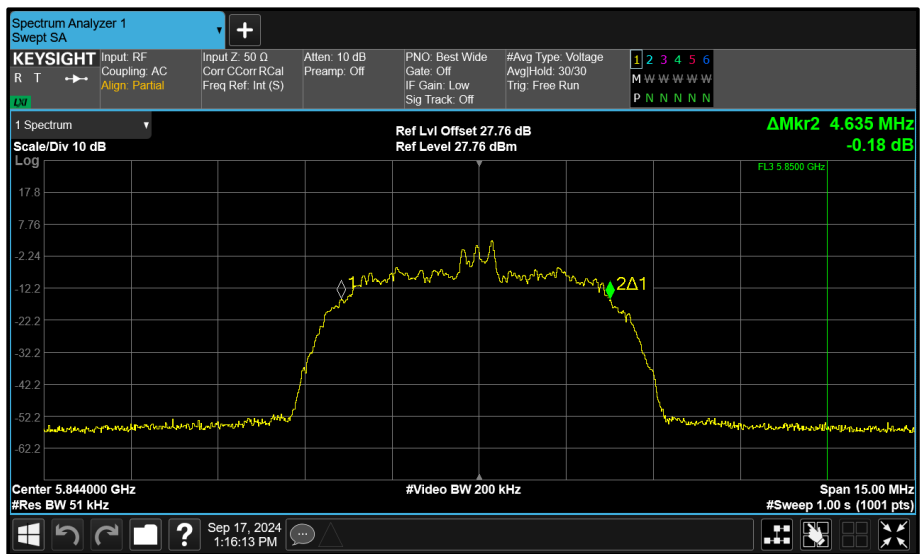 Spectrum Analyzer 1
Swept SA
+
KEYSIGHT
R T
LXI
Input: RF
Coupling: AC
Align: Partial
Input Z: 50 Ω
Corr CCorr RCal
Freq Ref: Int (S)
Atten: 10 dB
Preamp: Off
PNO: Best Wide
Gate: Off
IF Gain: Low
Sig Track: Off
#Avg Type: Voltage
Avg|Hold: 30/30
Trig: Free Run
1 2 3 4 5 6
M W W W W W
P N N N N N
1 Spectrum
Scale/Div 10 dB
Ref Lvl Offset 27.76 dB
Ref Level 27.76 dBm
ΔMkr2 4.635 MHz
-0.18 dB
Log
FL3 5.8500 GHz
17.8
7.76
-2.24
-12.2
-22.2
-32.2
-42.2
-52.2
-62.2
1
2Δ1
Center 5.844000 GHz
#Video BW 200 kHz
Span 15.00 MHz
#Res BW 51 kHz
#Sweep 1.00 s (1001 pts)
?
Sep 17, 2024
1:16:13 PM